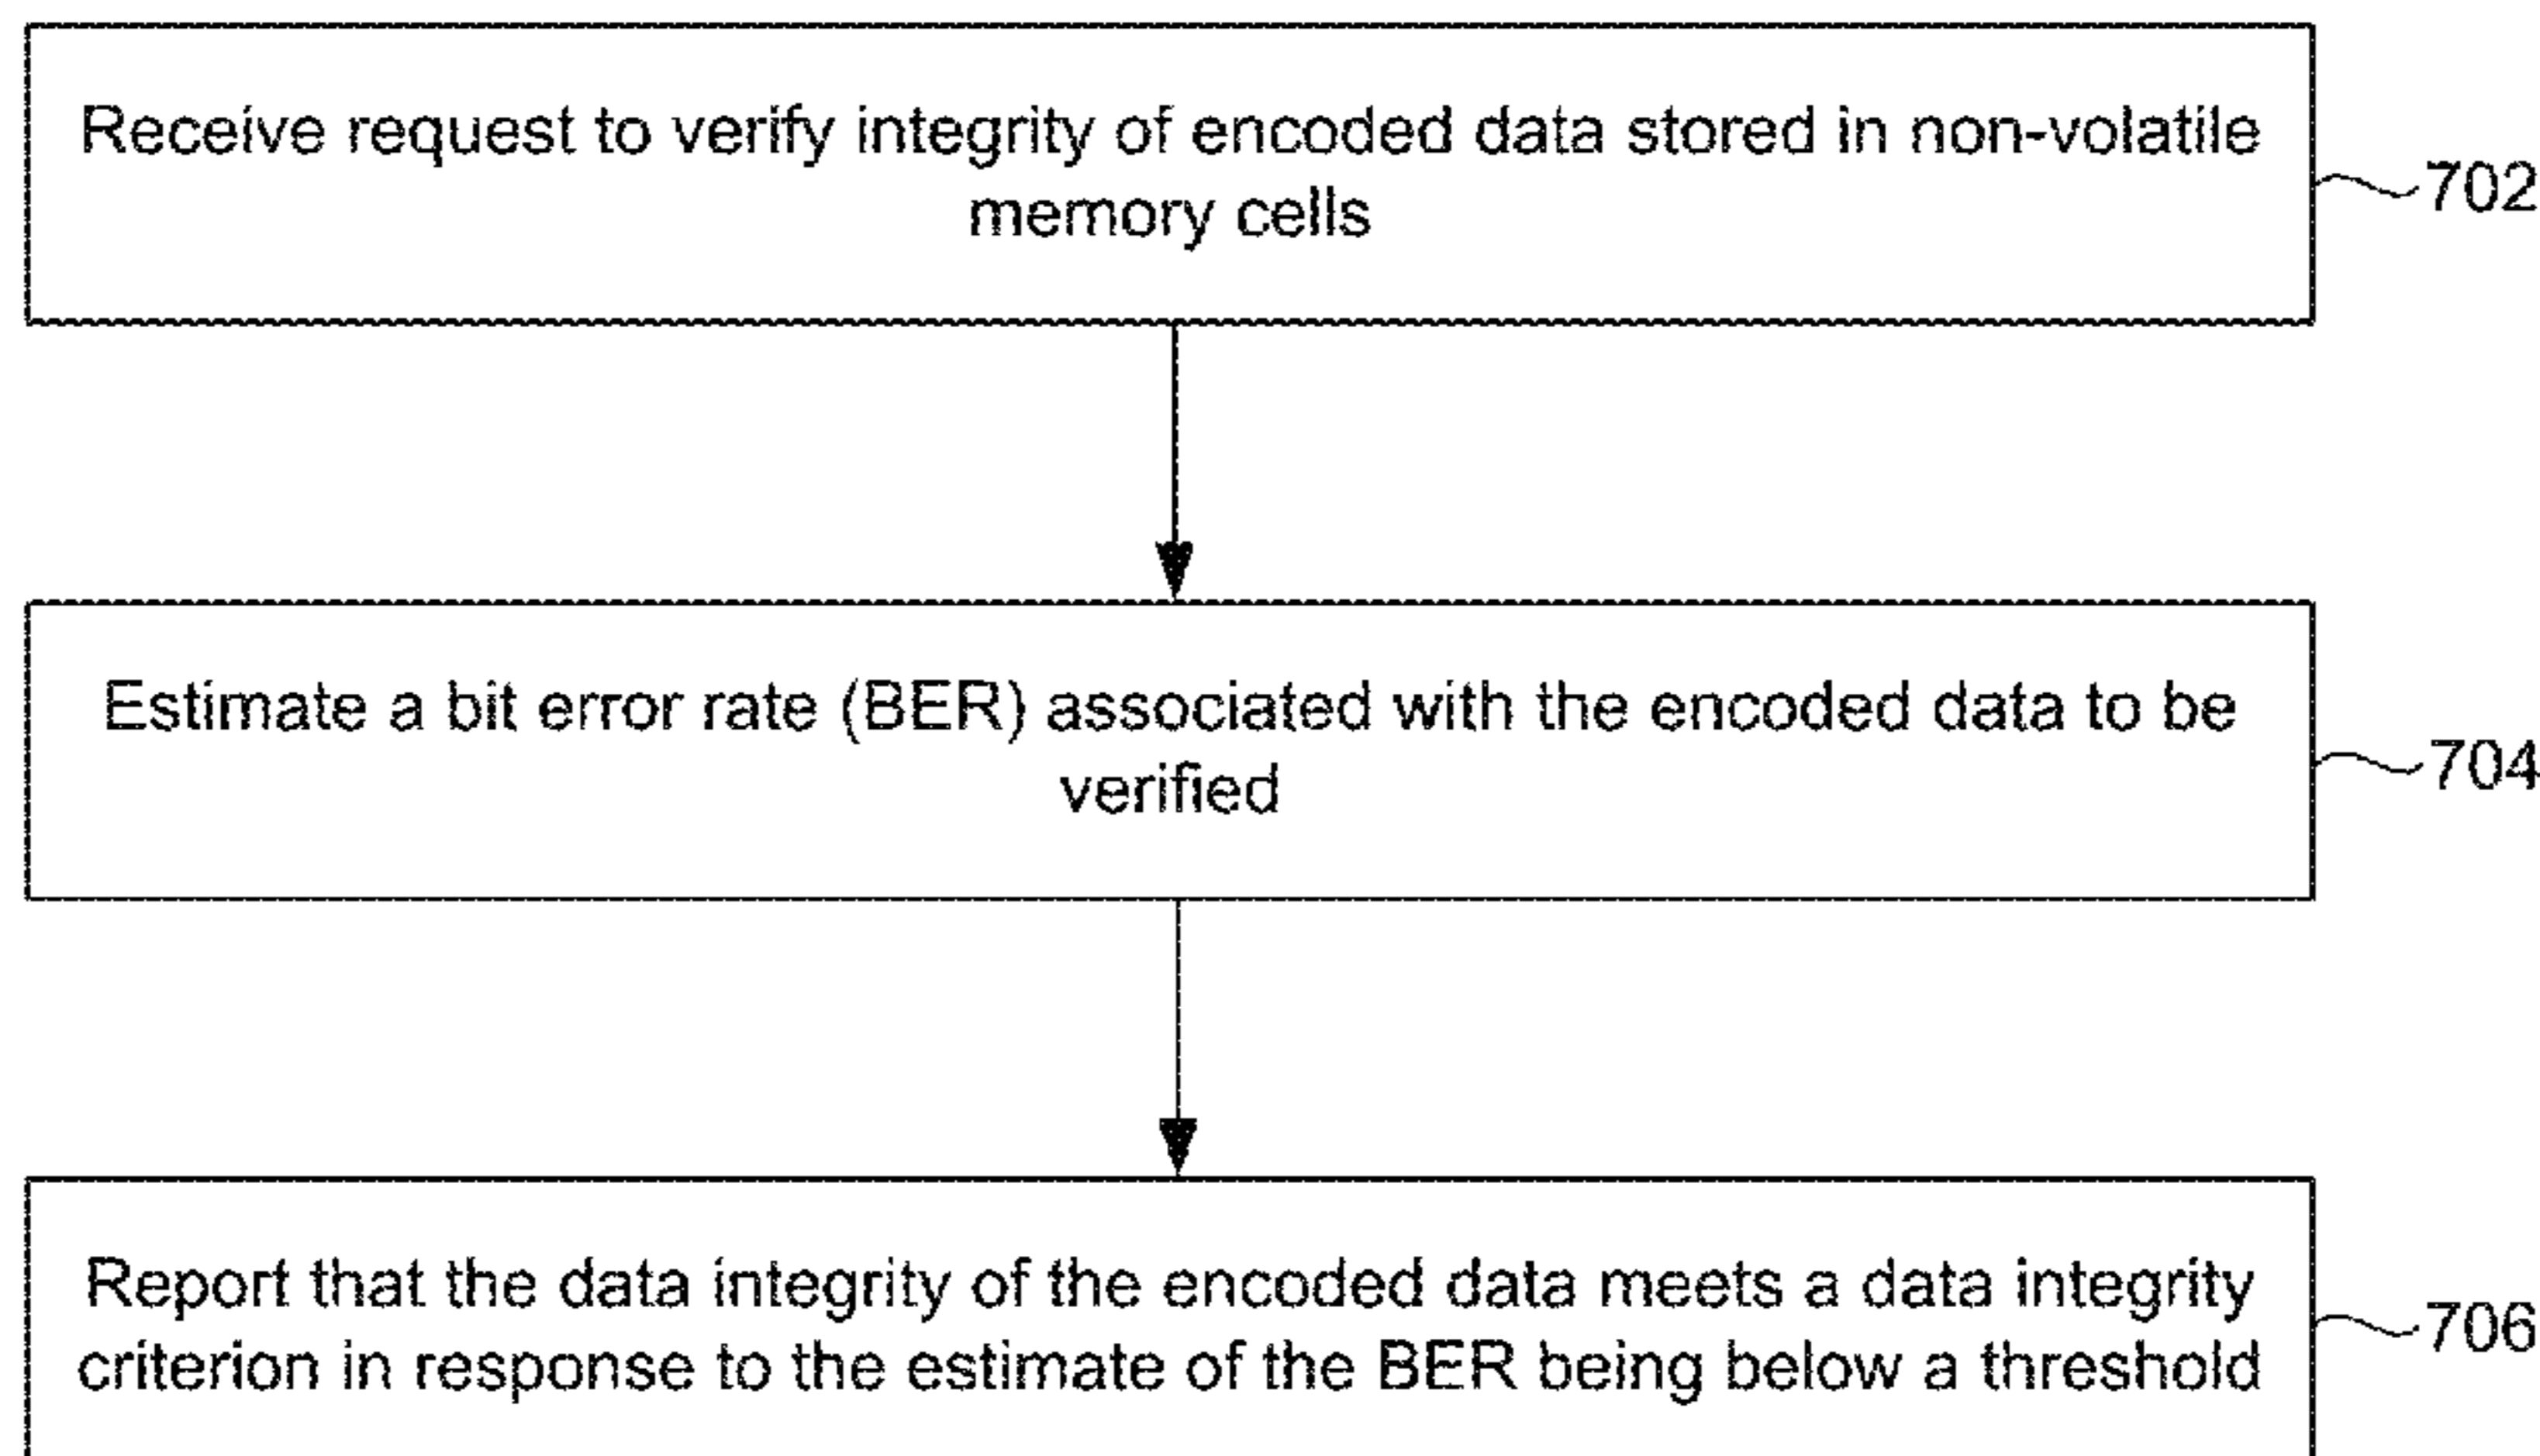 Receive request to verify integrity of encoded data stored in non-volatile
memory cells
702
Estimate a bit error rate (BER) associated with the encoded data to be
verified
704
Report that the data integrity of the encoded data meets a data integrity
criterion in response to the estimate of the BER being below a threshold
706